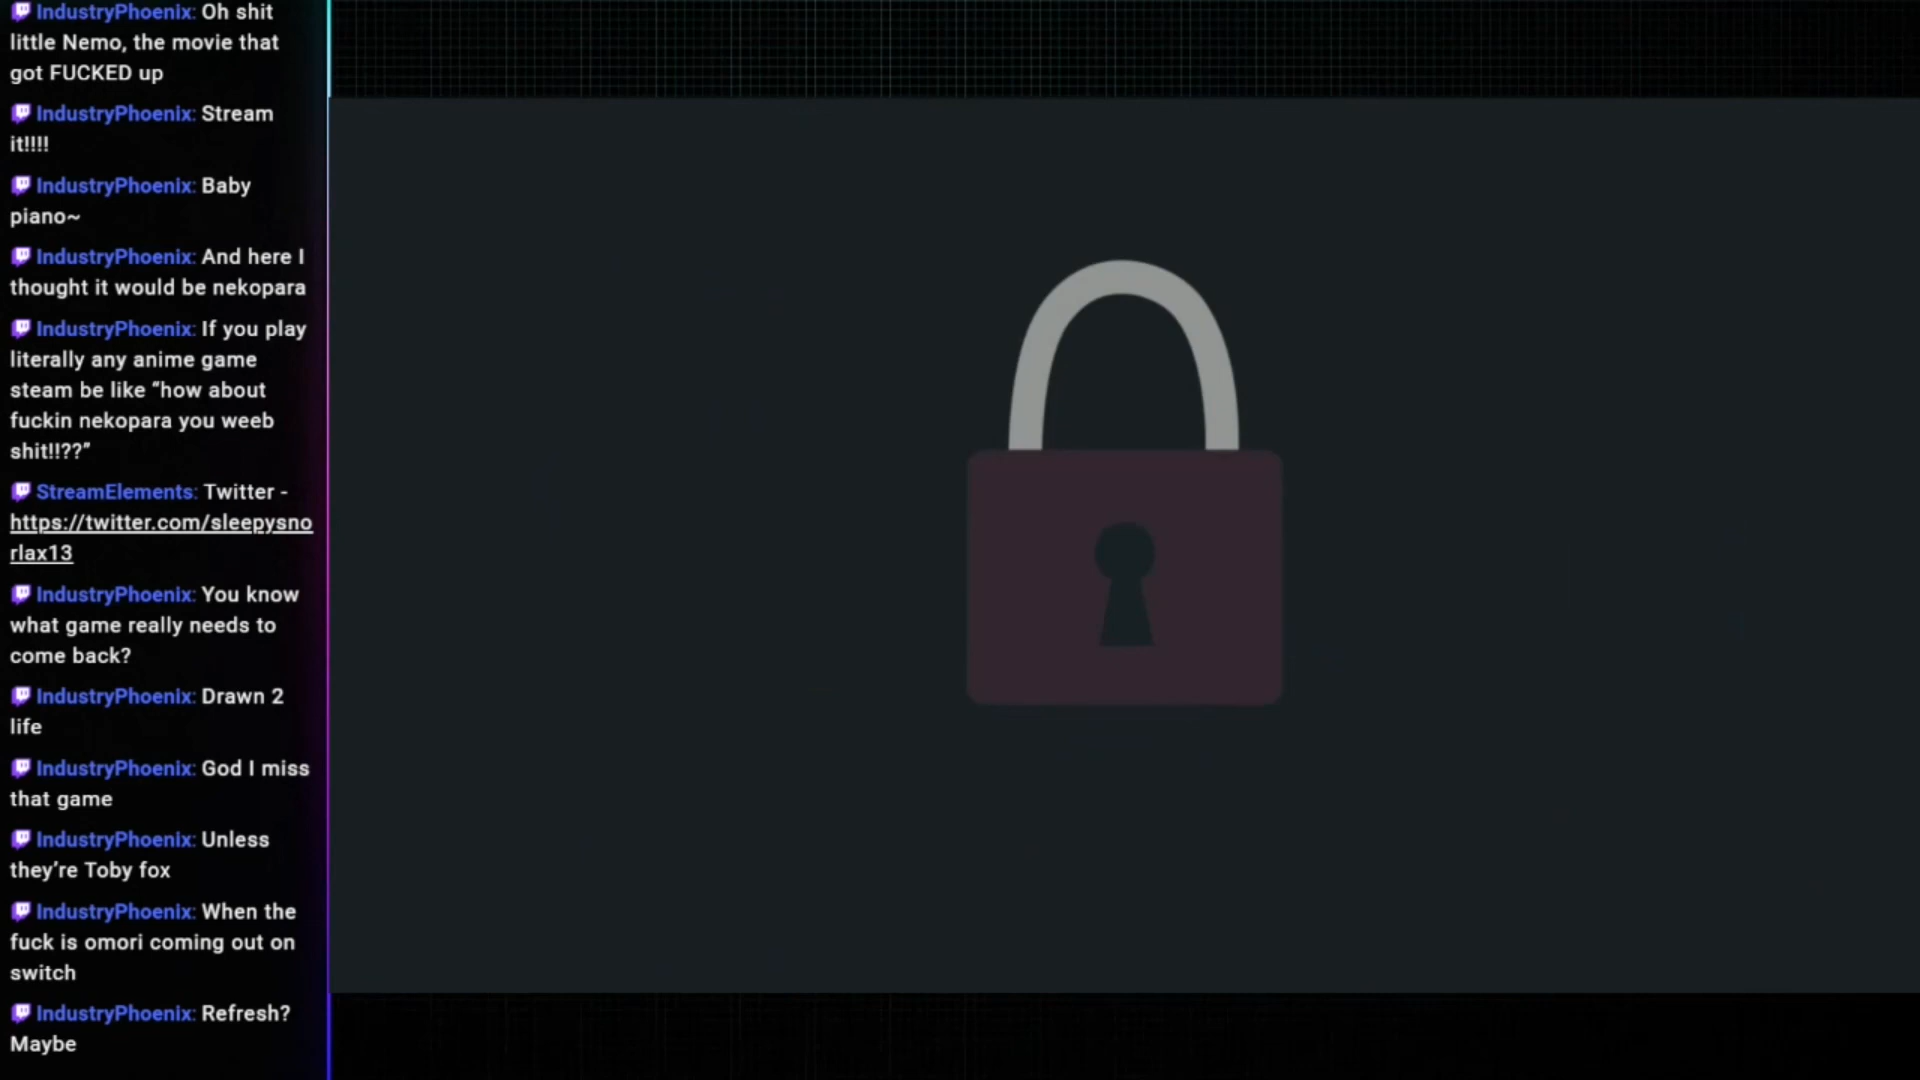 IndustryPhoenix: Oh shit
little Nemo, the movie that
got FUCKED up
IndustryPhoenix: Stream
it!!!!
IndustryPhoenix: Baby
piano~
IndustryPhoenix: And here I
thought it would be nekopara
IndustryPhoenix: If you play
literally any anime game
steam be like “how about
fuckin nekopara you weeb
shit!!??”
StreamElements: Twitter -
https://twitter.com/sleepysno
rlax13
IndustryPhoenix: You know
what game really needs to
come back?
IndustryPhoenix: Drawn 2
life
IndustryPhoenix: God I miss
that game
IndustryPhoenix: Unless
they’re Toby fox
IndustryPhoenix: When the
fuck is omori coming out on
switch
IndustryPhoenix: Refresh?
Maybe